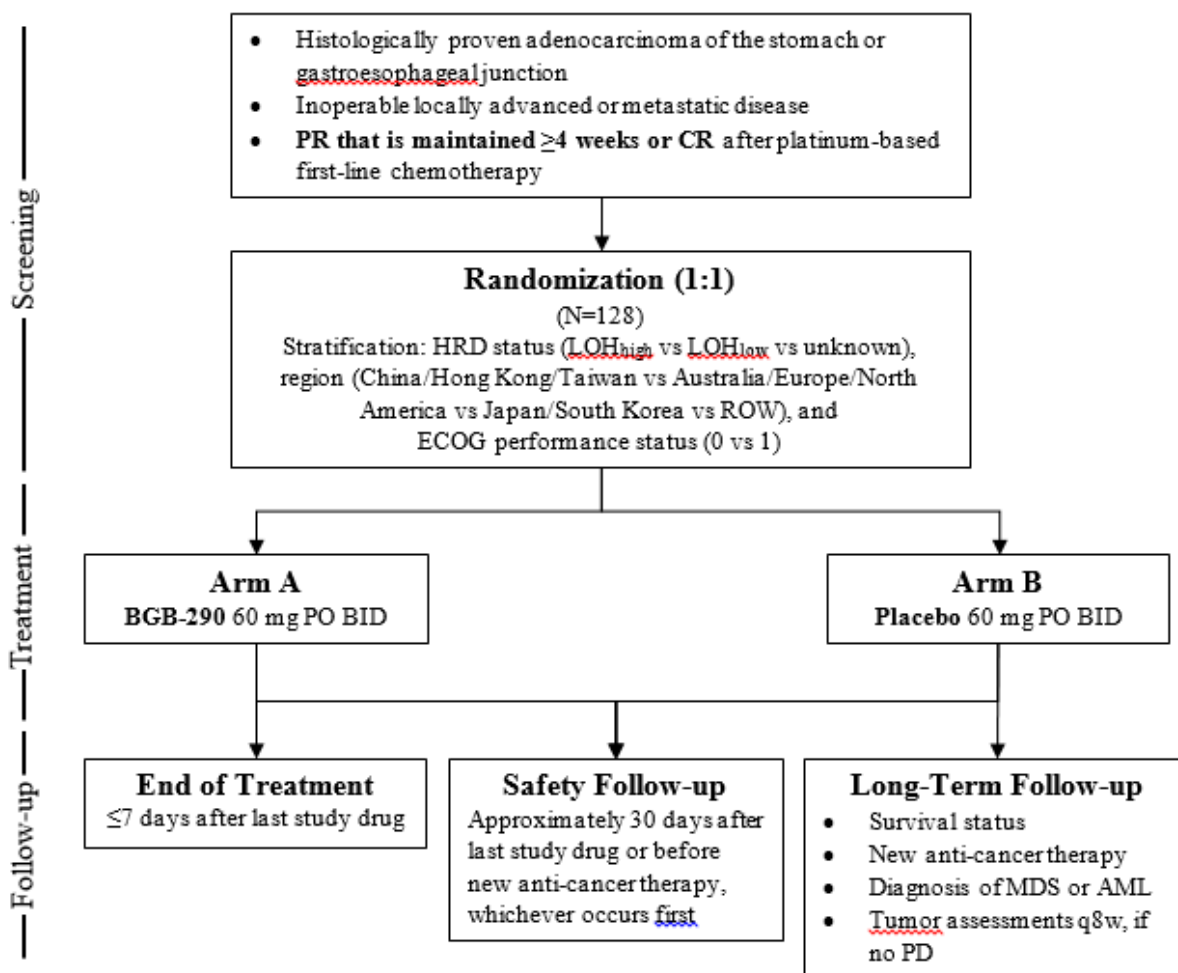 Screening
• Histologically proven adenocarcinoma of the stomach or
gastroesophageal junction
• Inoperable locally advanced or metastatic disease
• PR that is maintained ≥4 weeks or CR after platinum-based
first-line chemotherapy
Randomization (1:1)
(N=128)
Stratification: HRD status (LOHhigh vs LOHlow vs unknown),
region (China/Hong Kong/Taiwan vs Australia/Europe/North
America vs Japan/South Korea vs ROW), and
ECOG performance status (0 vs 1)
Treatment
Arm A
BGB-290 60 mg PO BID
Arm B
Placebo 60 mg PO BID
Follow-up
End of Treatment
≤7 days after last study drug
Safety Follow-up
Approximately 30 days after
last study drug or before
new anti-cancer therapy,
whichever occurs first
Long-Term Follow-up
• Survival status
• New anti-cancer therapy
• Diagnosis of MDS or AML
• Tumor assessments q8w, if
no PD